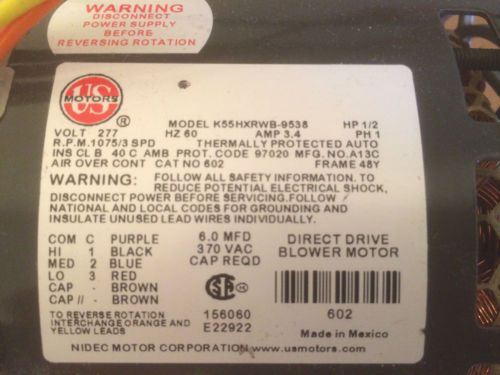 WARNING
DISCONNECT
POWER SUPPLY
BEFORE
REVERSING ROTATION
US
MOTORS
®
MODEL K55HXRWB-9538 HP 1/2
VOLT 277 HZ 60 AMP 3.4 PH 1
R.P.M.1075/3 SPD THERMALLY PROTECTED AUTO
INS CL B 40 C AMB PROT. CODE 97020 MFG. NO.A13C
AIR OVER CONT CAT NO 602 FRAME 48Y
WARNING: FOLLOW ALL SAFETY INFORMATION. TO
REDUCE POTENTIAL ELECTRICAL SHOCK,
DISCONNECT POWER BEFORE SERVICING.FOLLOW
NATIONAL AND LOCAL CODES FOR GROUNDING AND
INSULATE UNUSED LEAD WIRES INDIVIDUALLY.
COM C PURPLE 6.0 MFD DIRECT DRIVE
HI 1 BLACK 370 VAC BLOWER MOTOR
MED 2 BLUE CAP REQD
LO 3 RED
CAP - BROWN
CAP // - BROWN
TO REVERSE ROTATION 156060 602
INTERCHANGE ORANGE AND E22922
YELLOW LEADS Made in Mexico
NIDEC MOTOR CORPORATION www.usmotors.com